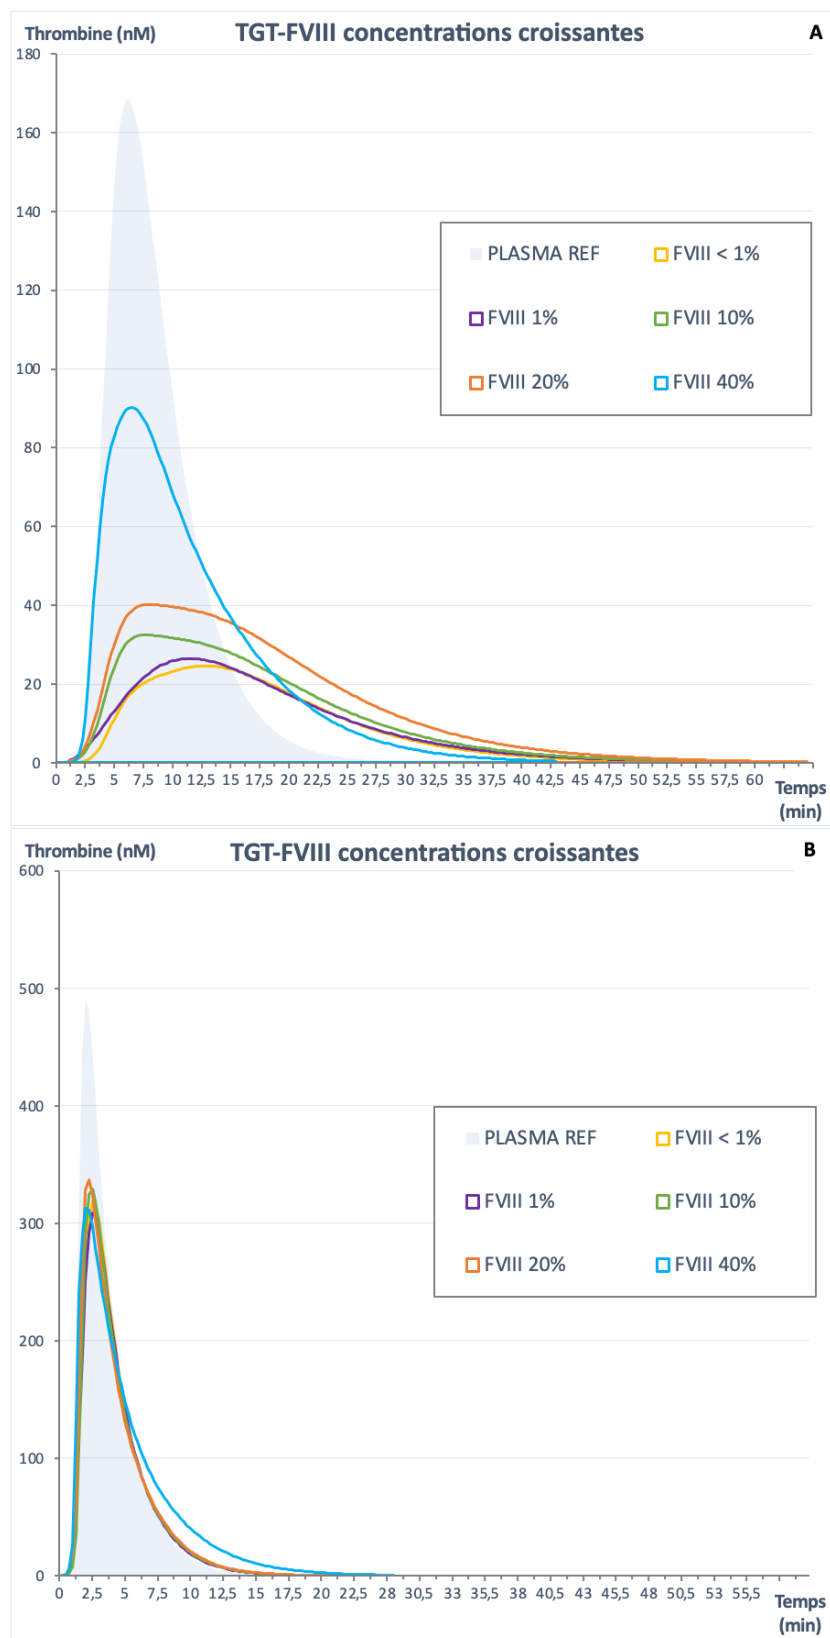 Thrombine (nM) TGT-FVIII concentrations croissantes A
180
160
140
120
100
80
60
40
20
0
PLASMA REF FVIII < 1%
FVIII 1% FVIII 10%
FVIII 20% FVIII 40%
0 2,5 5 7,5 10 12,5 15 17,5 20 22,5 25 27,5 30 32,5 35 37,5 40 42,5 45 47,5 50 52,5 55 57,5 60
Temps
(min)
Thrombine (nM) TGT-FVIII concentrations croissantes B
600
500
400
300
200
100
0
PLASMA REF FVIII < 1%
FVIII 1% FVIII 10%
FVIII 20% FVIII 40%
0 2,5 5 7,5 10 12,5 15 17,5 20 22,5 25 28 30,5 33 35,5 38 40,5 43 45,5 48 50,5 53 55,5
Temps
(min)